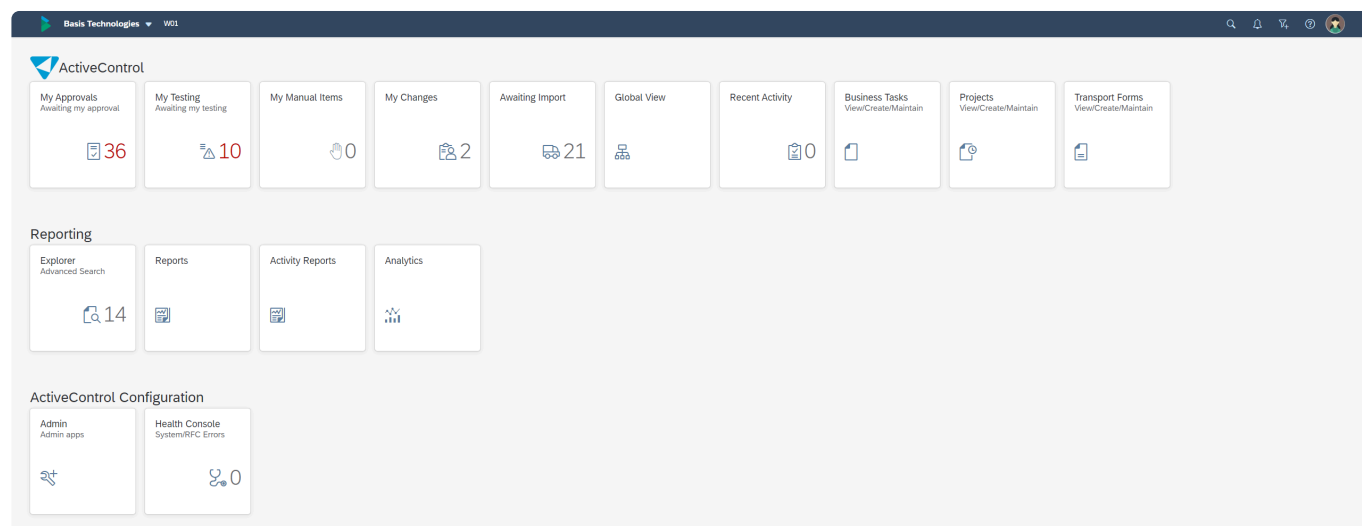 Basis Technologies W01
ActiveControl
My Approvals
Awaiting my approval
36
My Testing
Awaiting my testing
10
My Manual Items
0
My Changes
2
Awaiting Import
21
Global View
Recent Activity
0
Business Tasks
View/Create/Maintain
Projects
View/Create/Maintain
Transport Forms
View/Create/Maintain
Reporting
Explorer
Advanced Search
14
Reports
Activity Reports
Analytics
ActiveControl Configuration
Admin
Admin apps
Health Console
System/RFC Errors
0